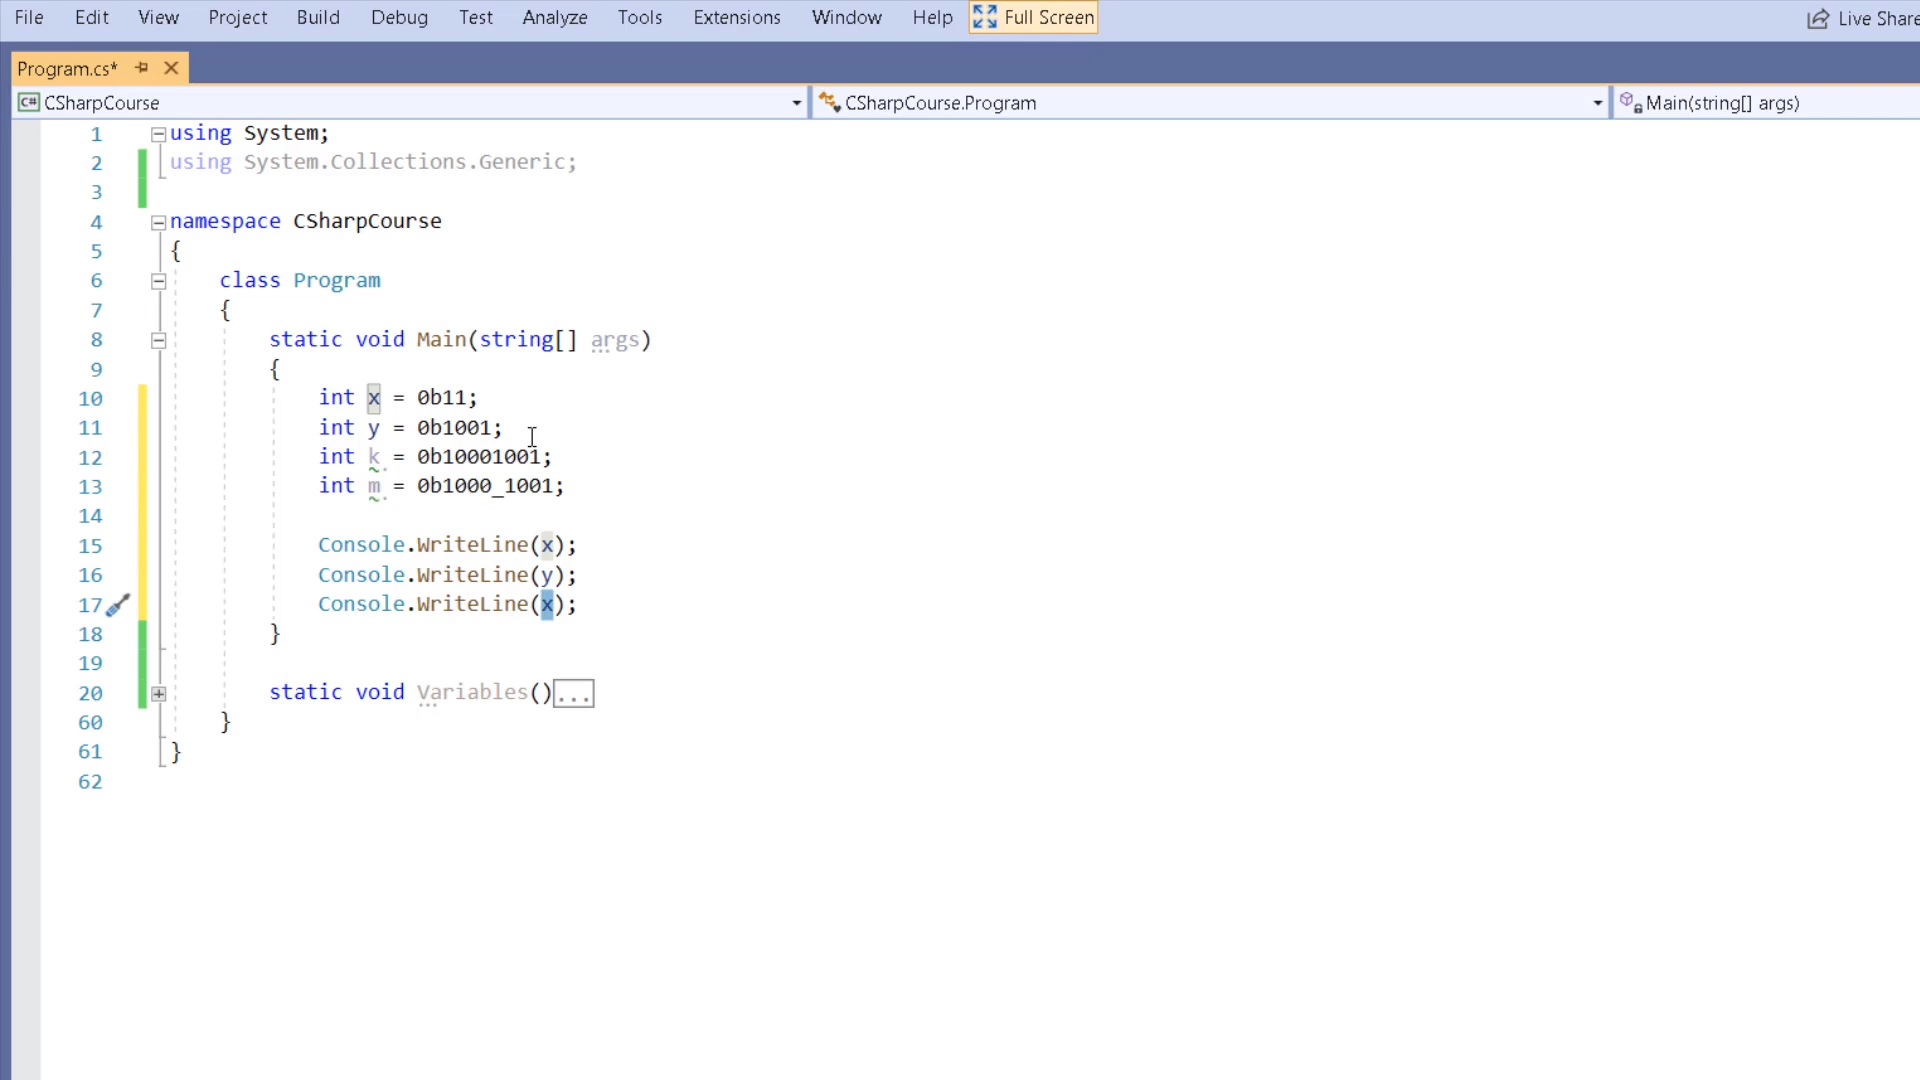 File Edit View Project Build Debug Test Analyze Tools Extensions Window Help Full Screen Live Share
Program.cs*
C# CSharpCourse CSharpCourse.Program Main(string[] args)
1 using System;
2 using System.Collections.Generic;
3
4 namespace CSharpCourse
5 {
6 class Program
7 {
8 static void Main(string[] args)
9 {
10 int x = 0b11;
11 int y = 0b1001;
12 int k = 0b10001001;
13 int m = 0b1000_1001;
14
15 Console.WriteLine(x);
16 Console.WriteLine(y);
17 Console.WriteLine(x);
18 }
19
20 static void Variables()...
60 }
61 }
62